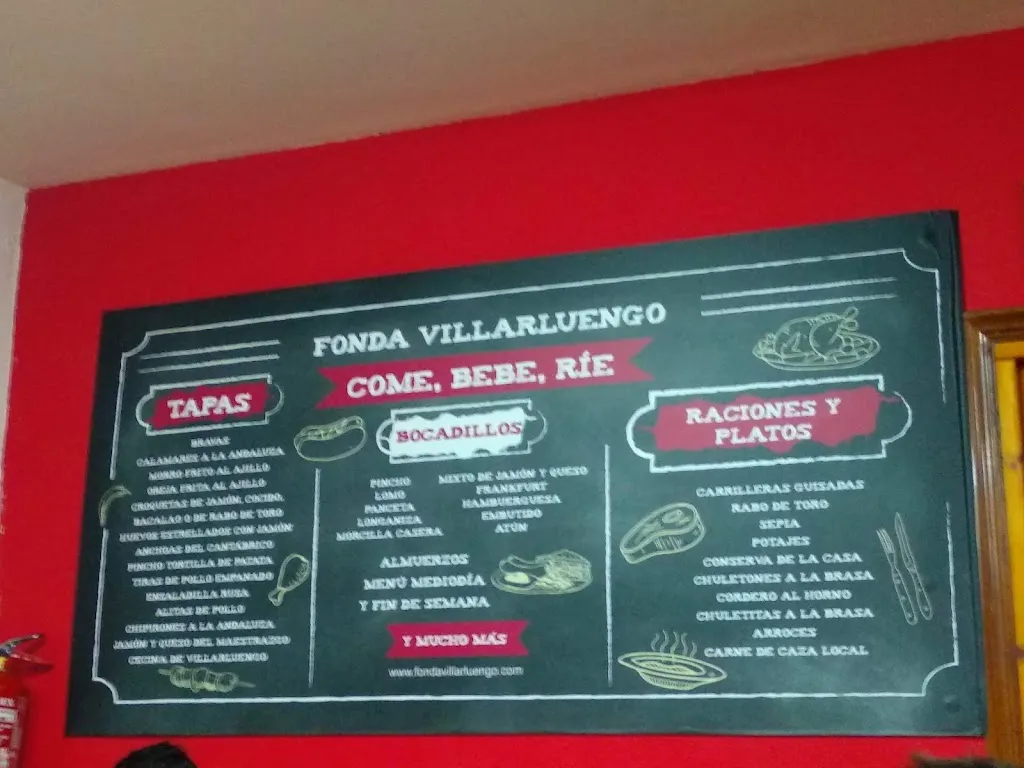 FONDA VILLARLUENGO
COME, BEBE, RÍE
TAPAS
BRAVAS
CALAMARES A LA ANDALUZA
MORRO FRITO AL AJILLO
OREJA FRITA AL AJILLO
CROQUETAS DE JAMÓN, COCIDO,
BACALAO O DE RABO DE TORO
HUEVOS ESTRELLADOS CON JAMÓN
ANCHOAS DEL CANTÁBRICO
PINCHO TORTILLA DE PATATA
TIRAS DE POLLO EMPANADO
ENSALADILLA RUSA
ALITAS DE POLLO
CHIPIRONES A LA ANDALUZA
JAMÓN Y QUESO DEL MAESTRAZGO
CECINA DE VILLARLUENGO
BOCADILLOS
PINCHO
LOMO
PANCETA
LONGANIZA
MORCILLA CASERA
MIXTO DE JAMÓN Y QUESO
FRANKFURT
HAMBURGUESA
EMBUTIDO
ATÚN
ALMUERZOS
MENÚ MEDIODÍA
Y FIN DE SEMANA
Y MUCHO MÁS
www.fondavillarluengo.com
RACIONES Y
PLATOS
CARRILLERAS GUISADAS
RABO DE TORO
SEPIA
POTAJES
CONSERVA DE LA CASA
CHULETONES A LA BRASA
CORDERO AL HORNO
CHULETITAS A LA BRASA
ARROCES
CARNE DE CAZA LOCAL